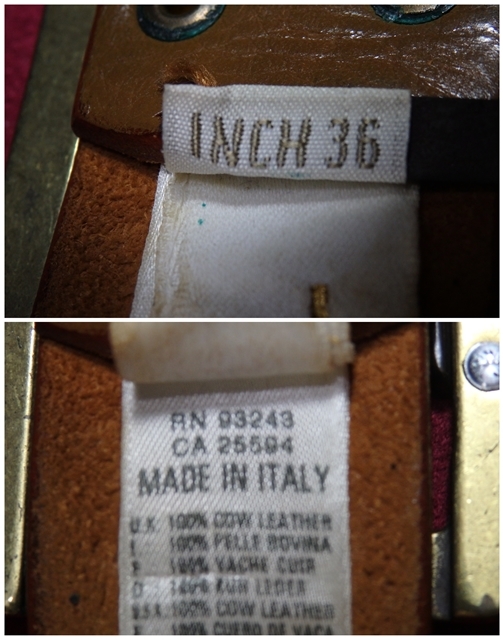 INCH 36
RN 93243
CA 25594
MADE IN ITALY
U.K. 100% COW LEATHER
I 100% PELLE BOVINA
F 100% VACHE CUIR
D 100% KUH LEDER
USA 100% COW LEATHER
E 100% CUERO DE VACA